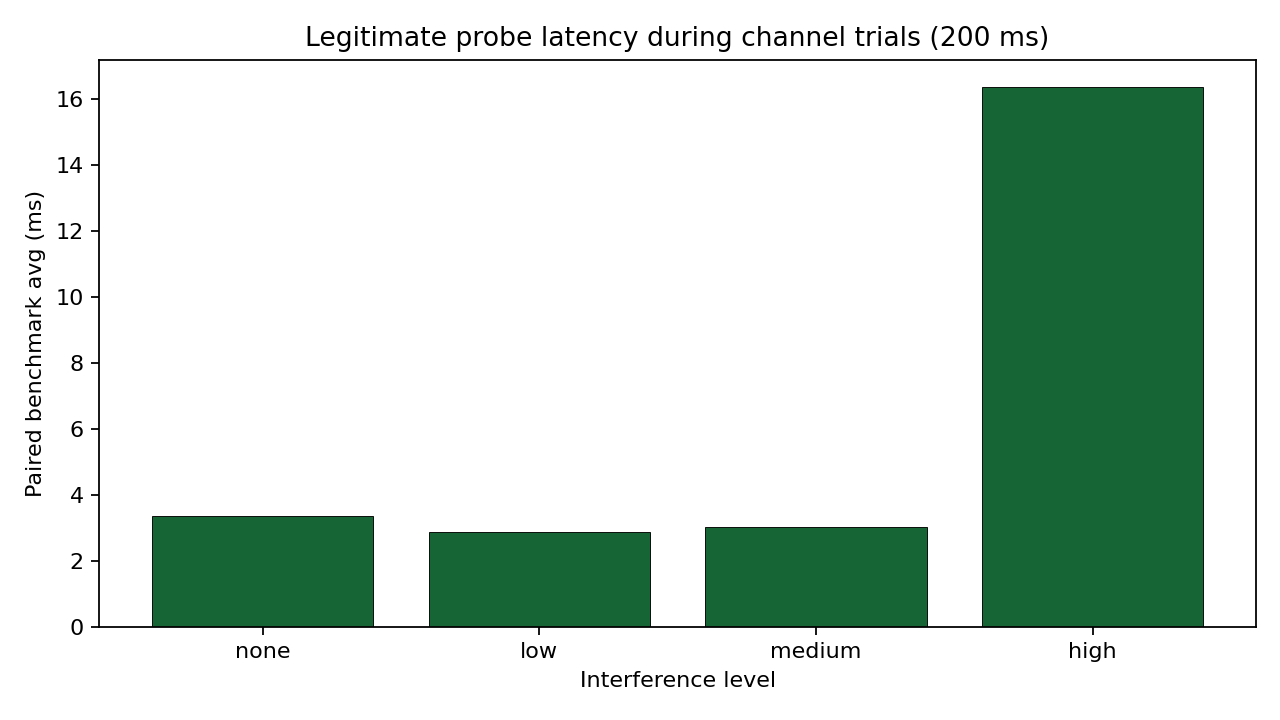 Legitimate probe latency during channel trials (200 ms)
Paired benchmark avg (ms)
16
14
12
10
8
6
4
2
0
none low medium high
Interference level